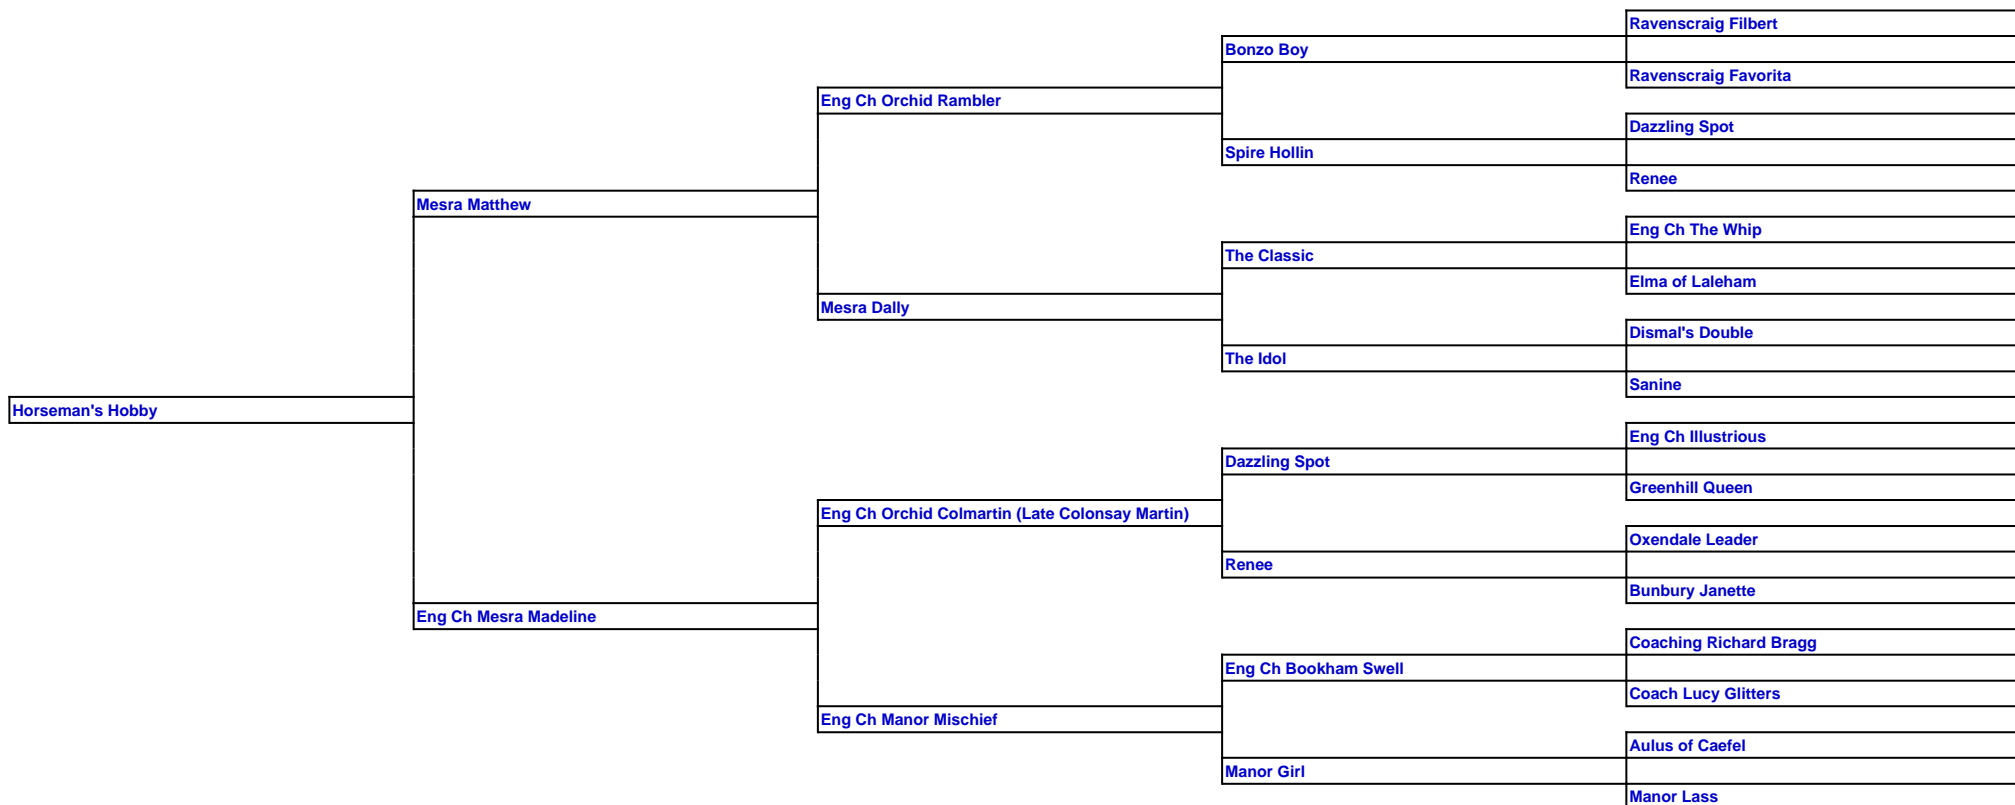 Ravenscraig Filbert
Bonzo Boy
Ravenscraig Favorita
Eng Ch Orchid Rambler
Dazzling Spot
Spire Hollin
Renee
Mesra Matthew
Eng Ch The Whip
The Classic
Elma of Laleham
Mesra Dally
Dismal's Double
The Idol
Sanine
Horseman's Hobby
Eng Ch Illustrious
Dazzling Spot
Greenhill Queen
Eng Ch Orchid Colmartin (Late Colonsay Martin)
Oxendale Leader
Renee
Bunbury Janette
Eng Ch Mesra Madeline
Coaching Richard Bragg
Eng Ch Bookham Swell
Coach Lucy Glitters
Eng Ch Manor Mischief
Aulus of Caefel
Manor Girl
Manor Lass